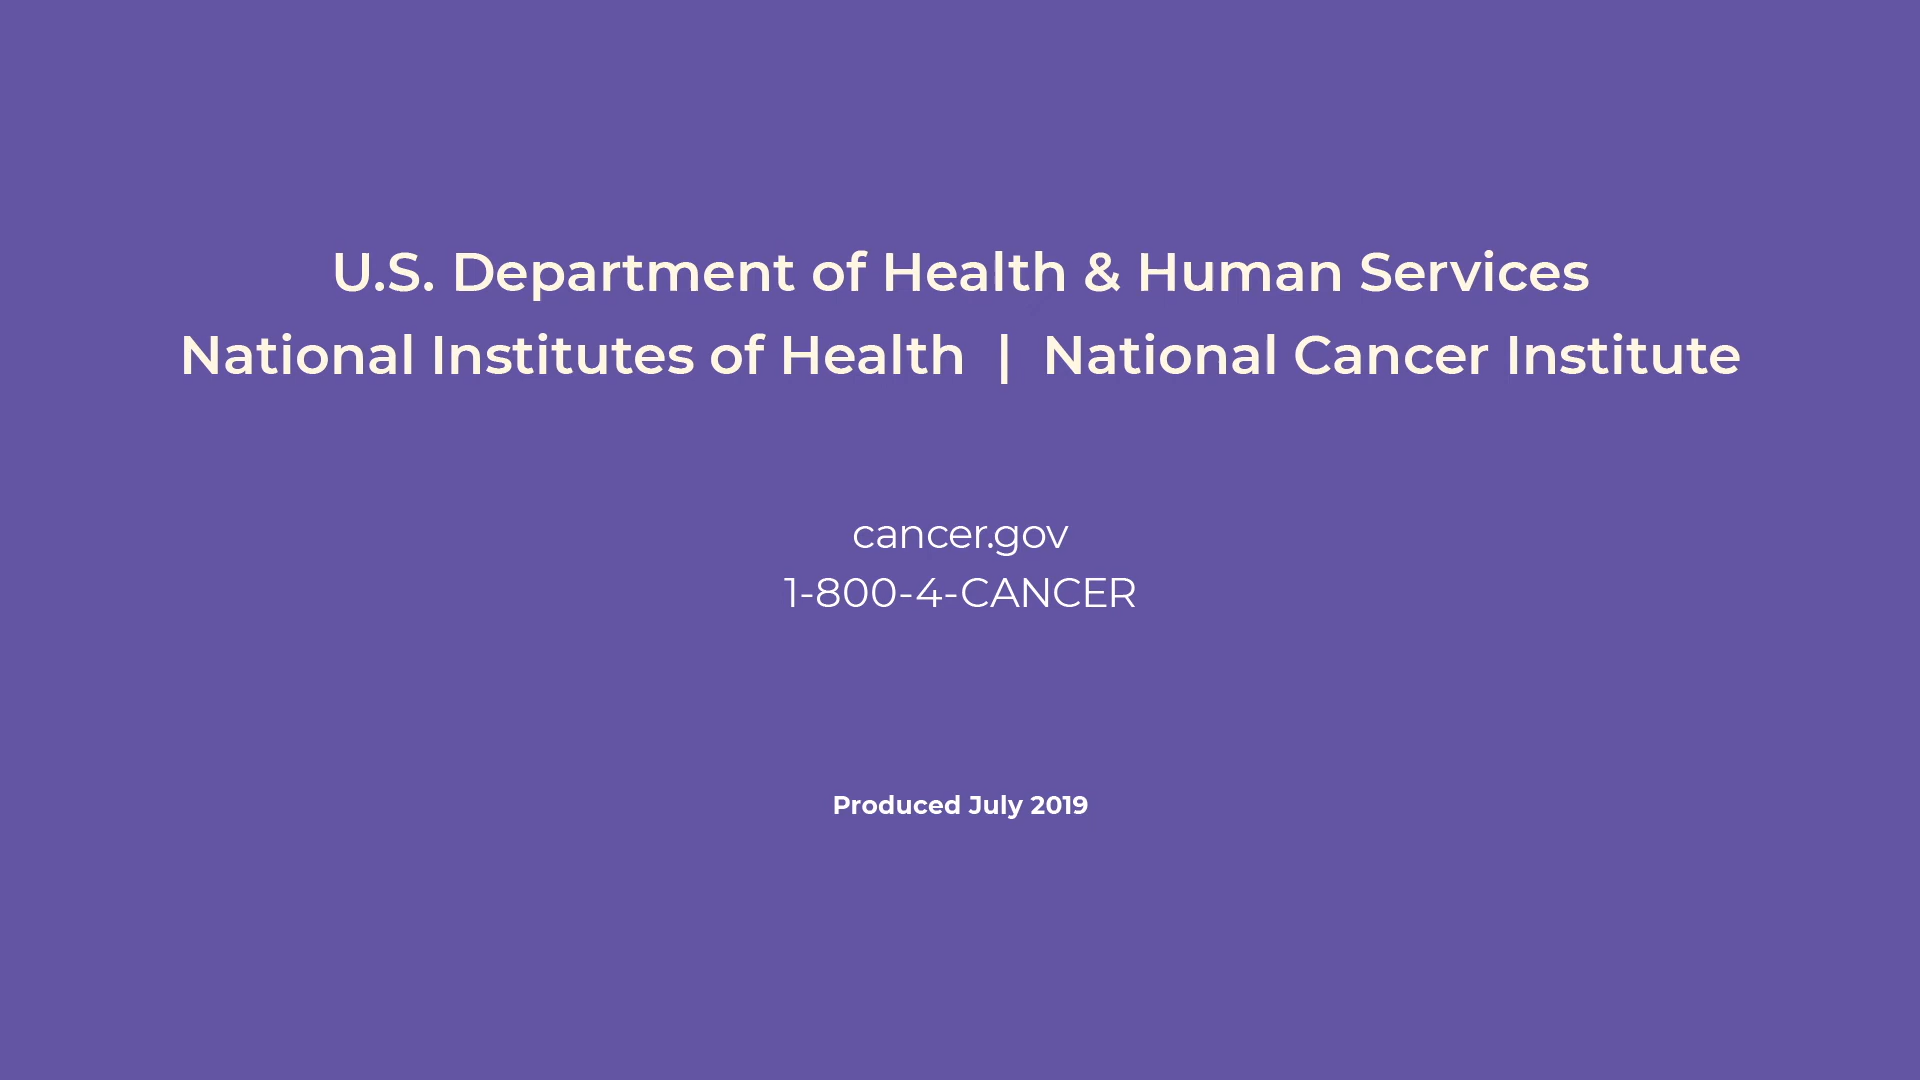 U.S. Department of Health & Human Services
National Institutes of Health | National Cancer Institute
cancer.gov
1-800-4-CANCER
Produced July 2019